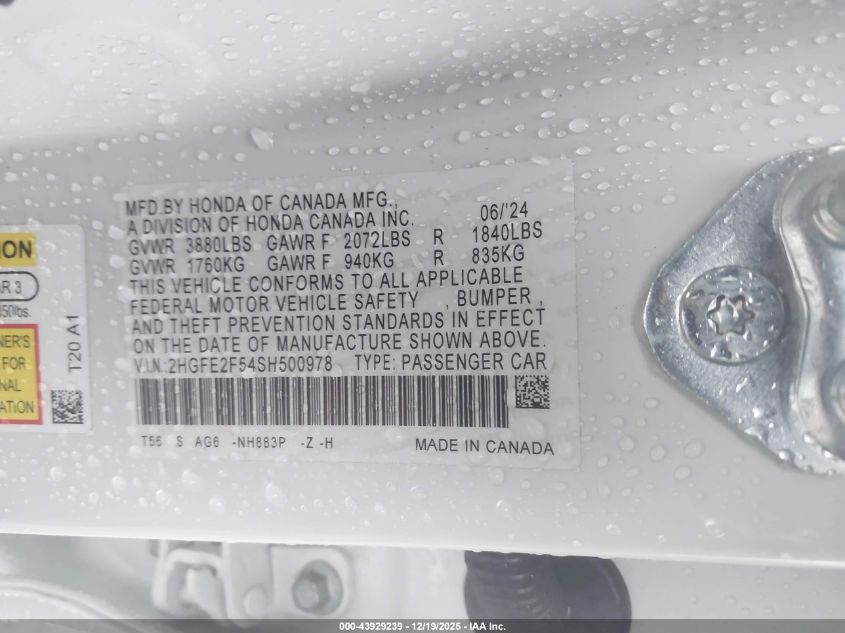 MFD.BY HONDA OF CANADA MFG.,
A DIVISION OF HONDA CANADA INC. 06/'24
GVWR 3880LBS GAWR F 2072LBS R 1840LBS
GVWR 1760KG GAWR F 940KG R 835KG
THIS VEHICLE CONFORMS TO ALL APPLICABLE
FEDERAL MOTOR VEHICLE SAFETY , BUMPER ,
AND THEFT PREVENTION STANDARDS IN EFFECT
ON THE DATE OF MANUFACTURE SHOWN ABOVE.
V.I.N.:2HGFE2F54SH500978 TYPE: PASSENGER CAR
T56 S AG6 -NH883P -Z -H
MADE IN CANADA
T20 A1
000-43929239 - 12/19/2025 - IAA Inc.